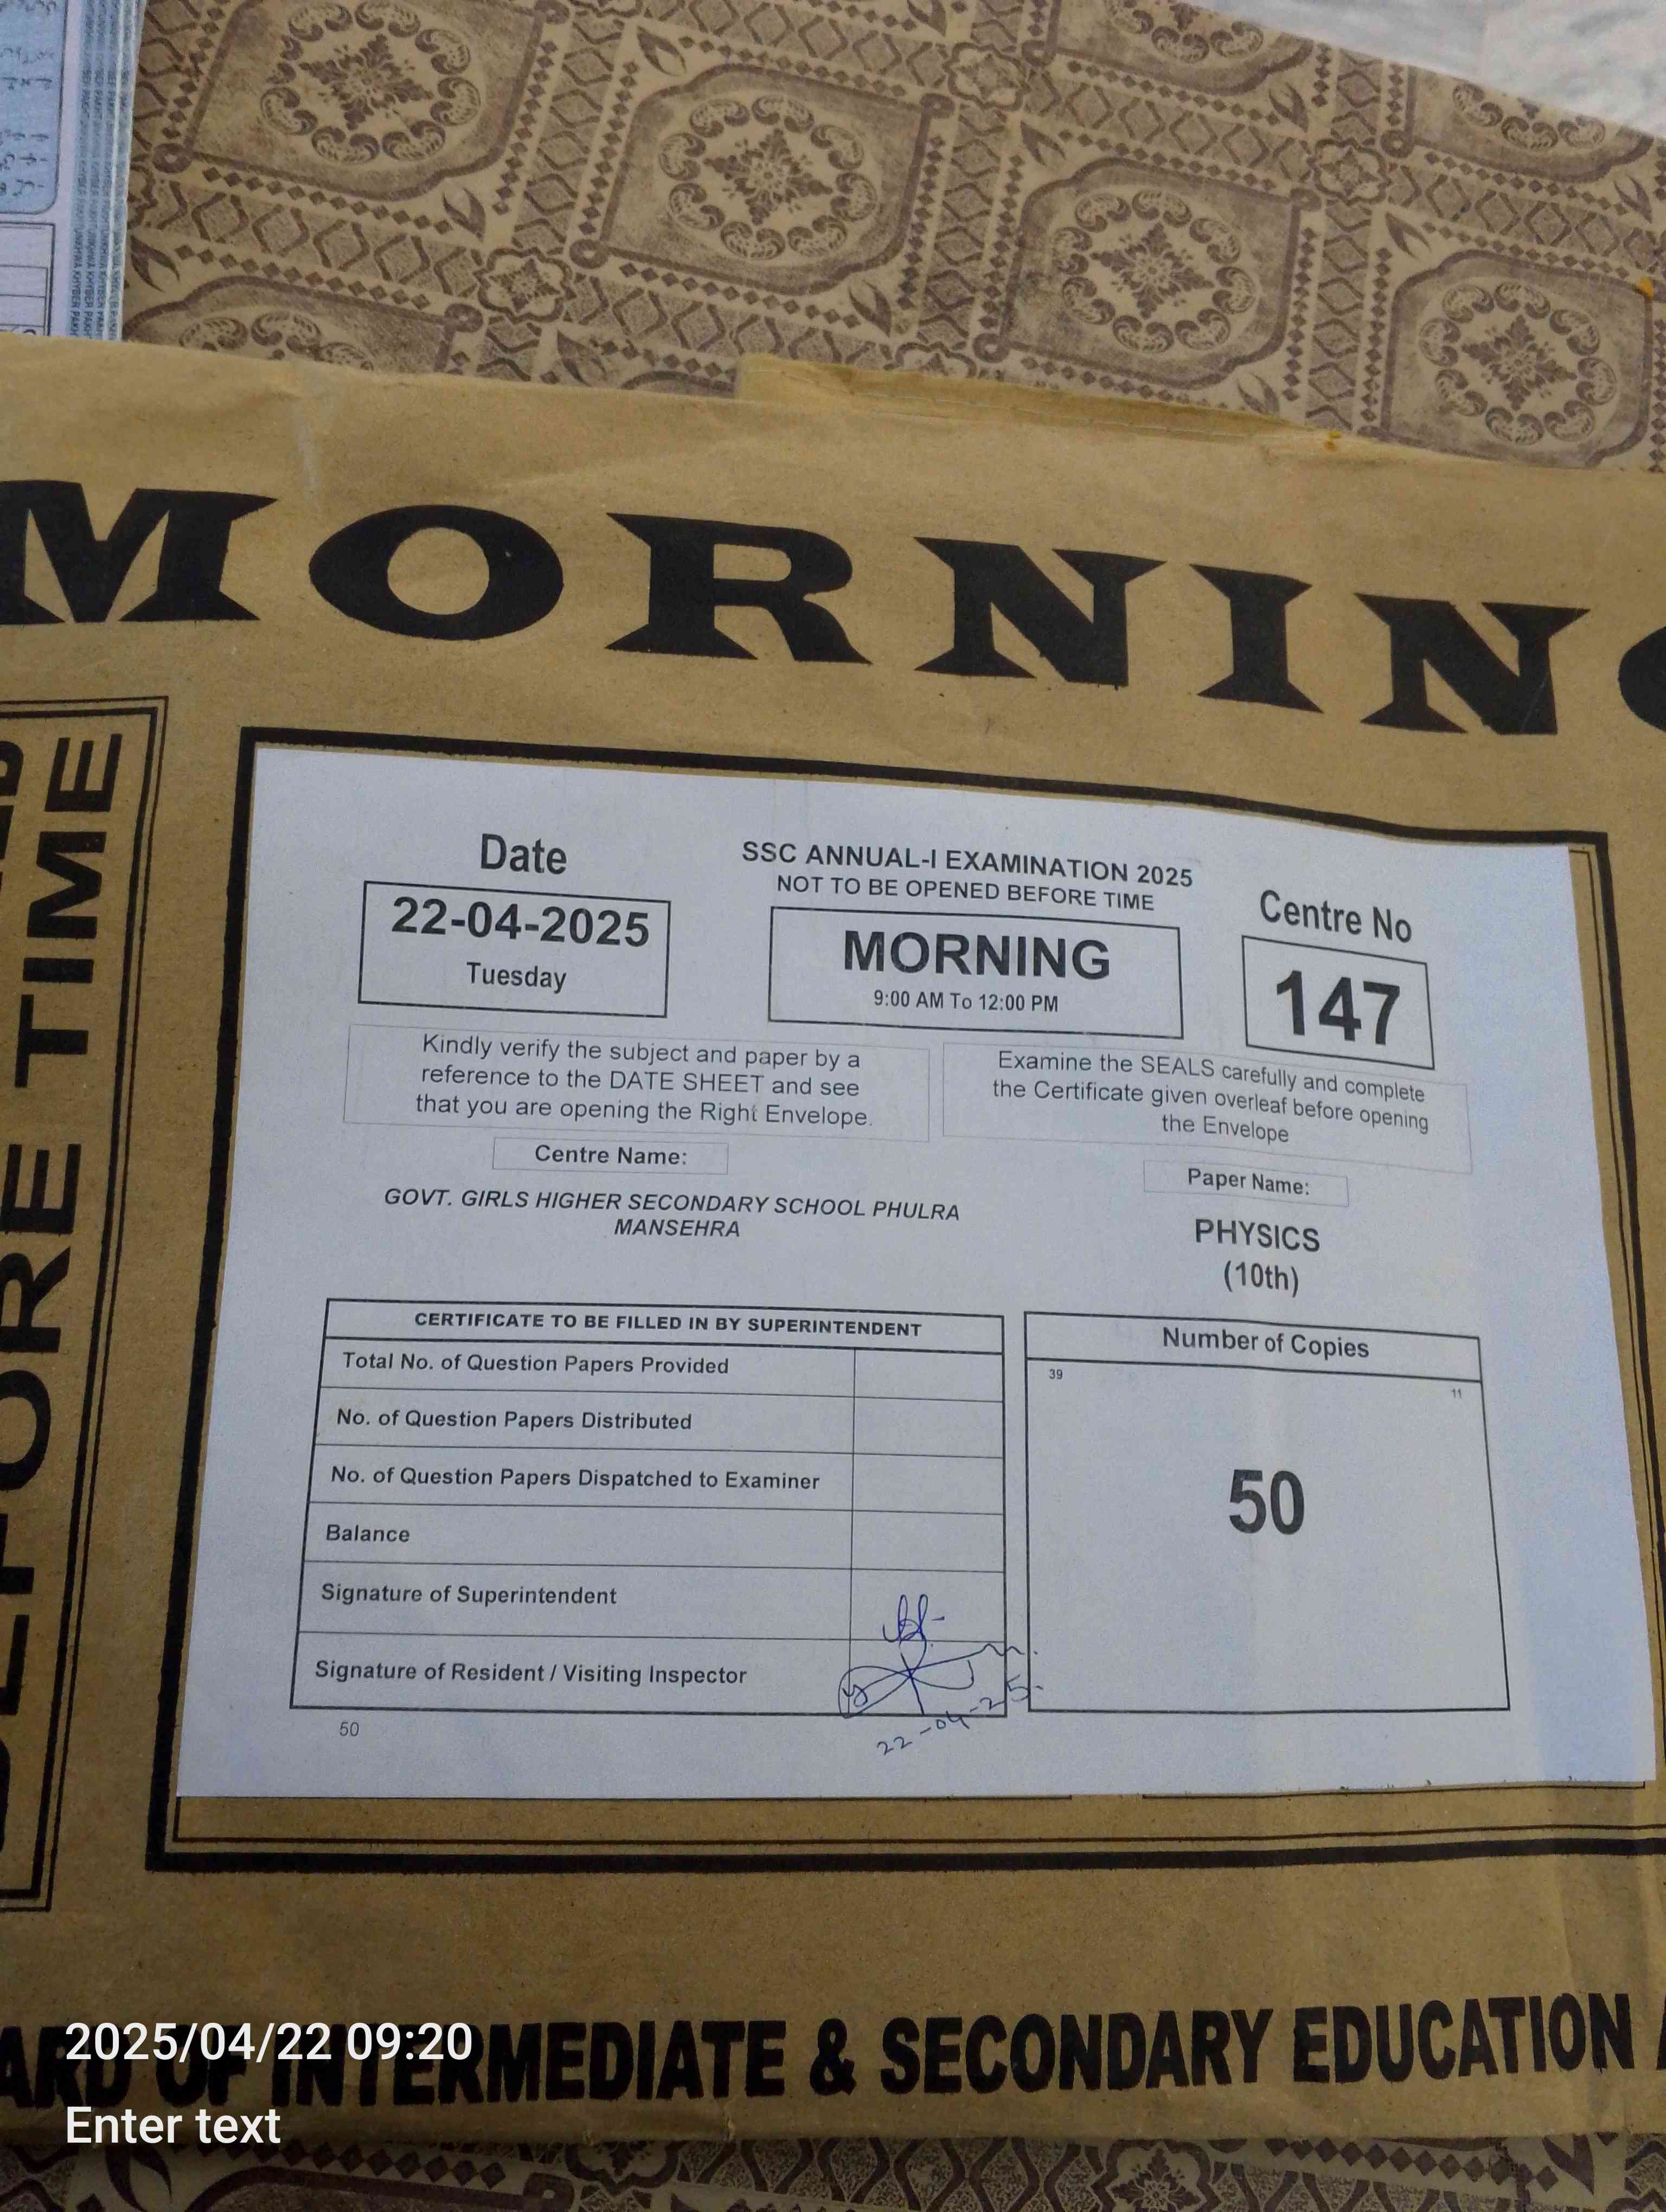 MORNING
BEFORE TIME
Date
22-04-2025
Tuesday
SSC ANNUAL-I EXAMINATION 2025
NOT TO BE OPENED BEFORE TIME
MORNING
9:00 AM To 12:00 PM
Centre No
147
Kindly verify the subject and paper by a
reference to the DATE SHEET and see
that you are opening the Right Envelope.
Examine the SEALS carefully and complete
the Certificate given overleaf before opening
the Envelope
Centre Name:
GOVT. GIRLS HIGHER SECONDARY SCHOOL PHULRA
MANSEHRA
Paper Name:
PHYSICS
(10th)
CERTIFICATE TO BE FILLED IN BY SUPERINTENDENT
Total No. of Question Papers Provided
No. of Question Papers Distributed
No. of Question Papers Dispatched to Examiner
Balance
Signature of Superintendent
Signature of Resident / Visiting Inspector
22-04-25
50
Number of Copies
39
11
50
ARD OF INTERMEDIATE & SECONDARY EDUCATION
2025/04/22 09:20
Enter text